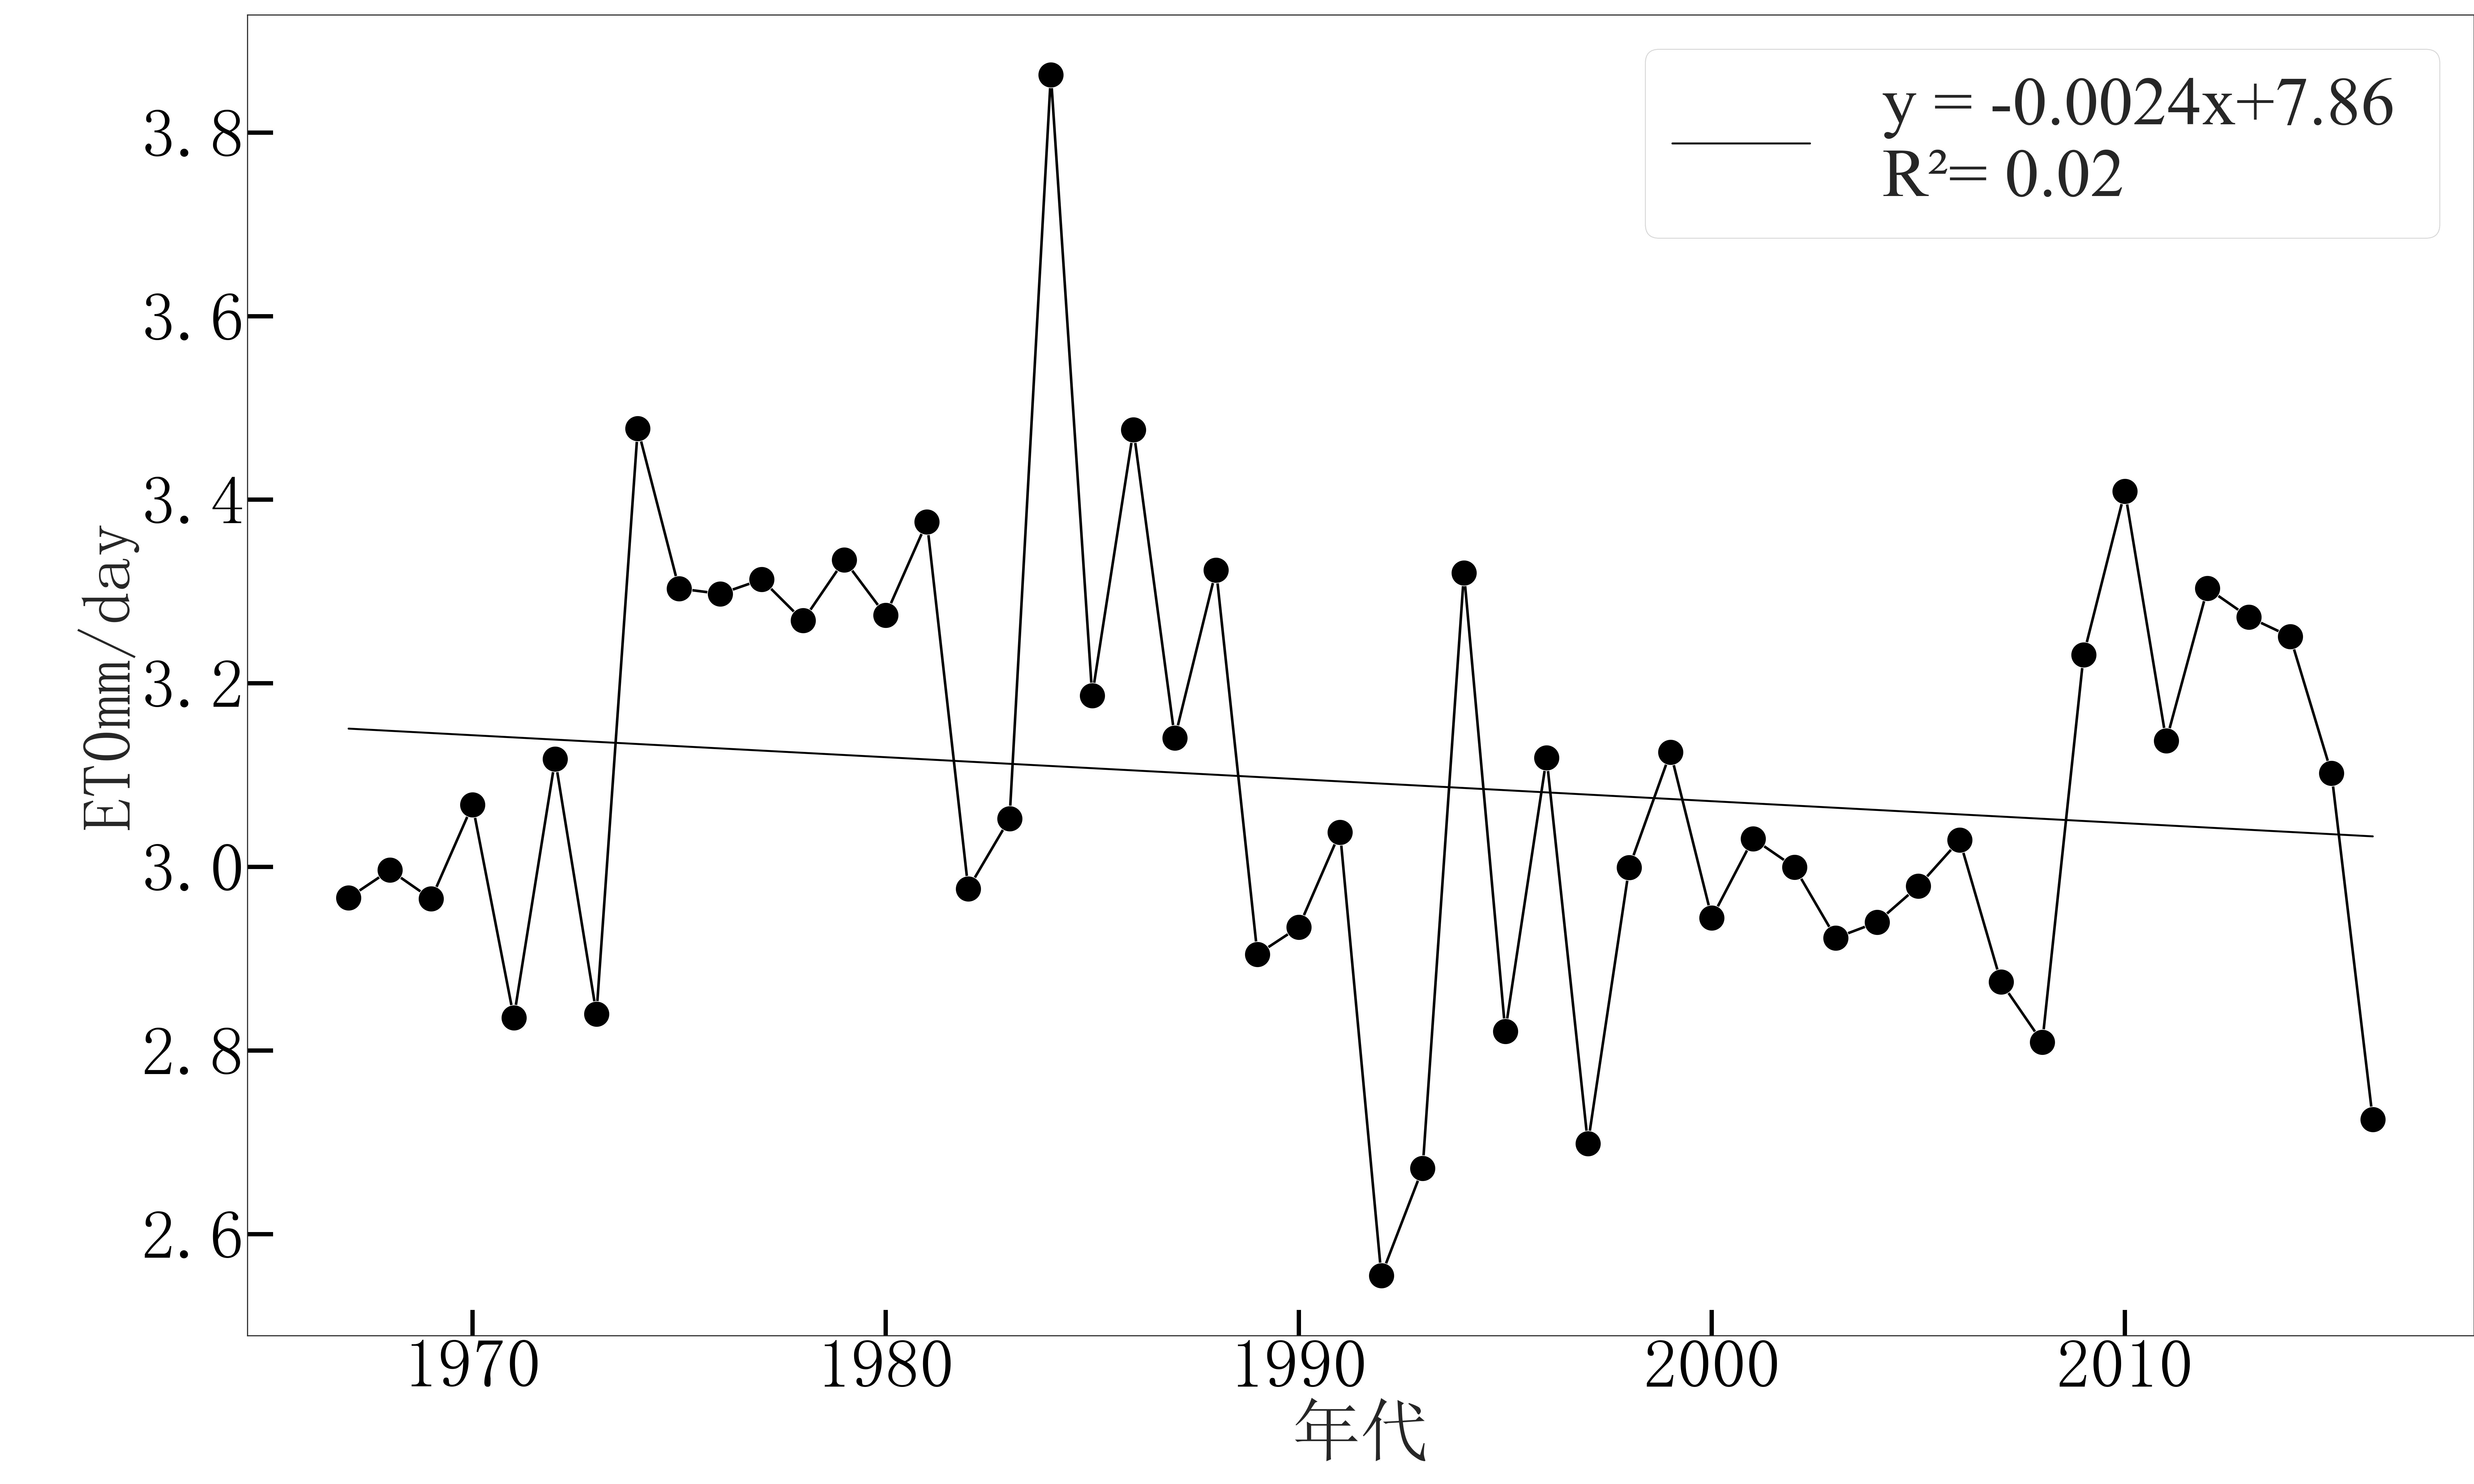 y = -0.0024x+7.86
R²= 0.02
3.8
3.6
3.4
3.2
3.0
2.8
2.6
ET0mm/day
1970 1980 1990 2000 2010
年代